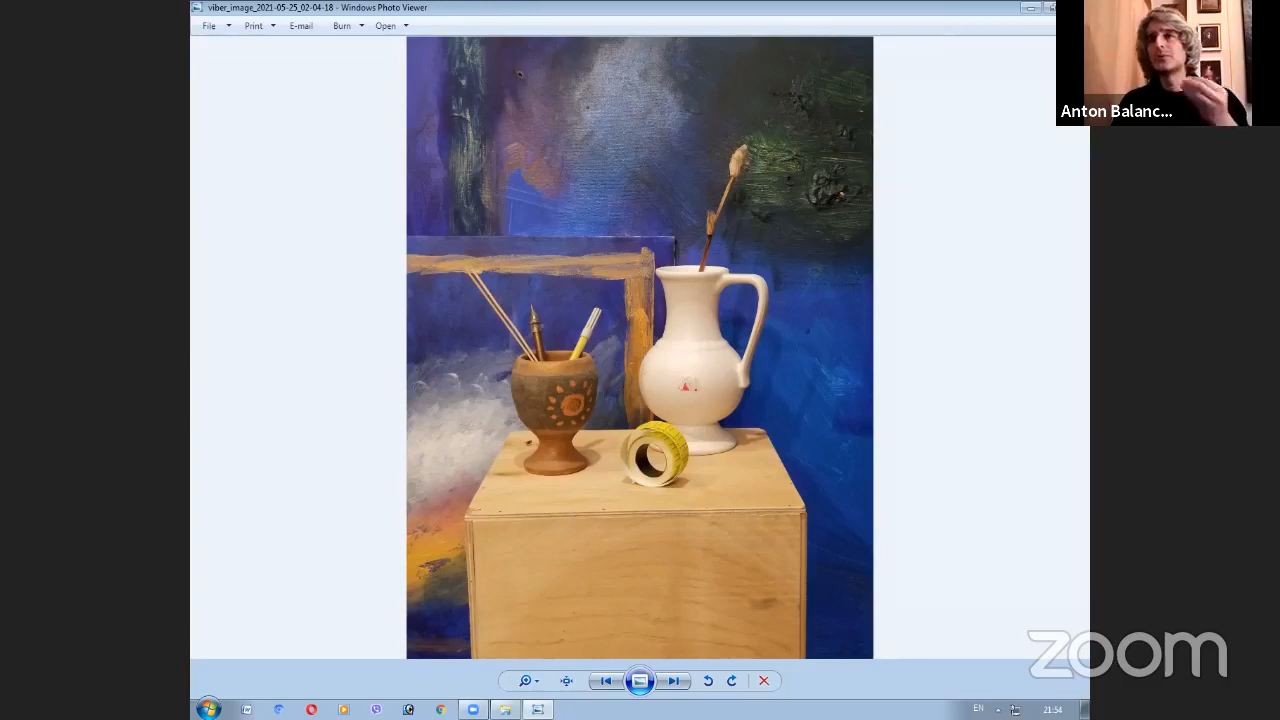 viber_image_2021-05-25_02-04-18 - Windows Photo Viewer
File Print E-mail Burn Open
Anton Balanc...
zoom
EN 21:54